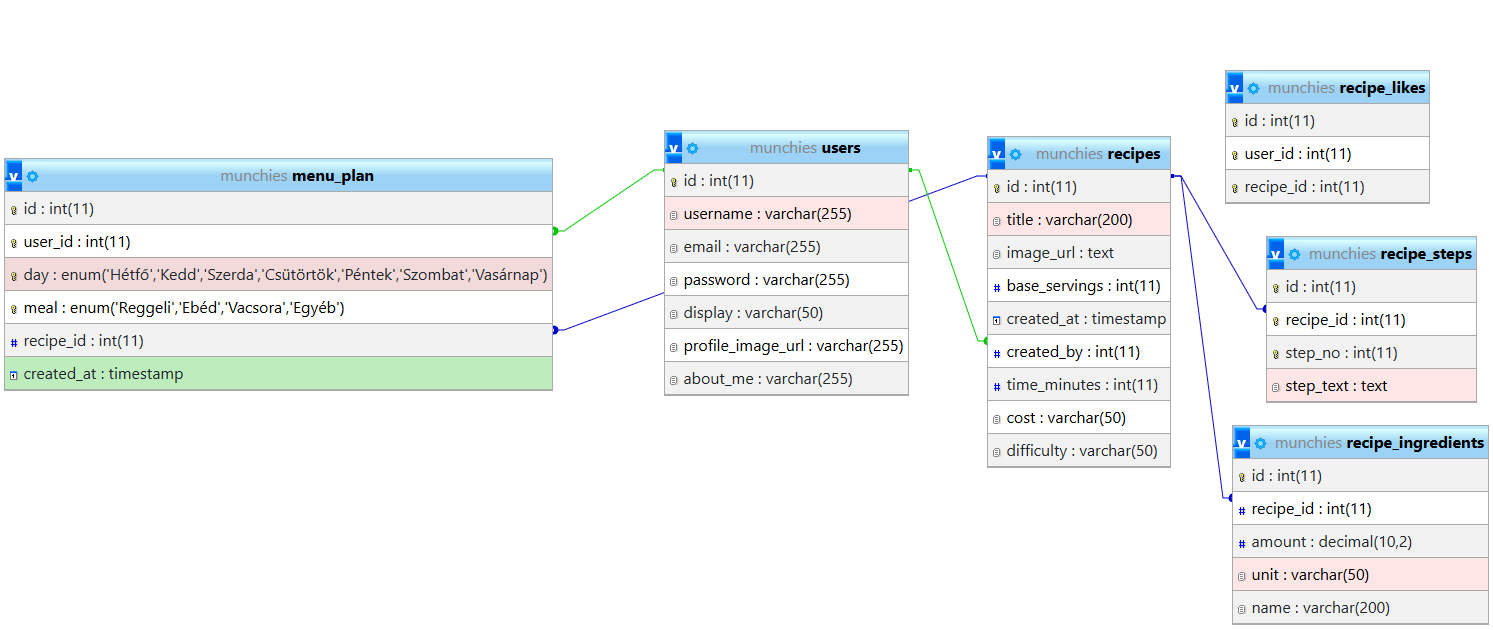 munchies menu_plan
id : int(11)
user_id : int(11)
day : enum('Hétfő','Kedd','Szerda','Csütörtök','Péntek','Szombat','Vasárnap')
meal : enum('Reggeli','Ebéd','Vacsora','Egyéb')
recipe_id : int(11)
created_at : timestamp
munchies users
id : int(11)
username : varchar(255)
email : varchar(255)
password : varchar(255)
display : varchar(50)
profile_image_url : varchar(255)
about_me : varchar(255)
munchies recipes
id : int(11)
title : varchar(200)
image_url : text
base_servings : int(11)
created_at : timestamp
created_by : int(11)
time_minutes : int(11)
cost : varchar(50)
difficulty : varchar(50)
munchies recipe_likes
id : int(11)
user_id : int(11)
recipe_id : int(11)
munchies recipe_steps
id : int(11)
recipe_id : int(11)
step_no : int(11)
step_text : text
munchies recipe_ingredients
id : int(11)
recipe_id : int(11)
amount : decimal(10,2)
unit : varchar(50)
name : varchar(200)